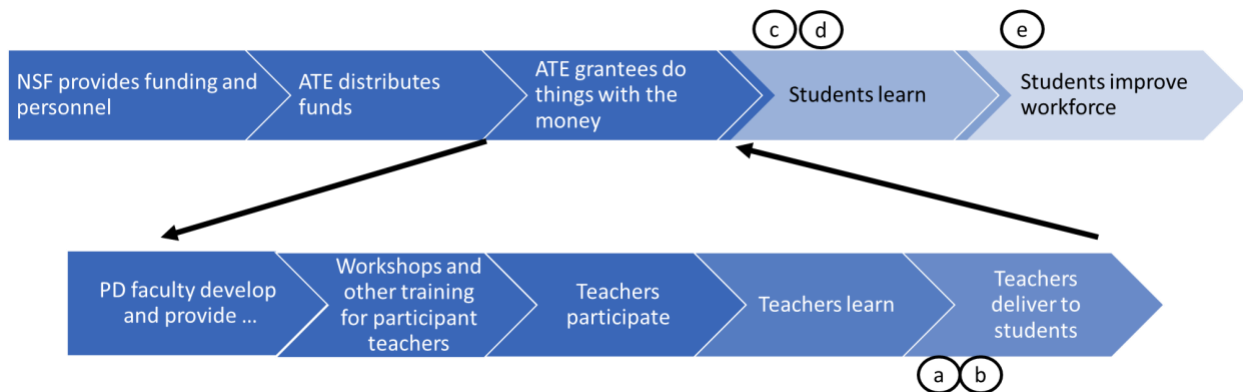 c d e
NSF provides funding and
personnel
ATE distributes
funds
ATE grantees do
things with the
money
Students learn
Students improve
workforce
PD faculty develop
and provide ...
Workshops and
other training
for participant
teachers
Teachers
participate
Teachers learn
Teachers
deliver to
students
a b